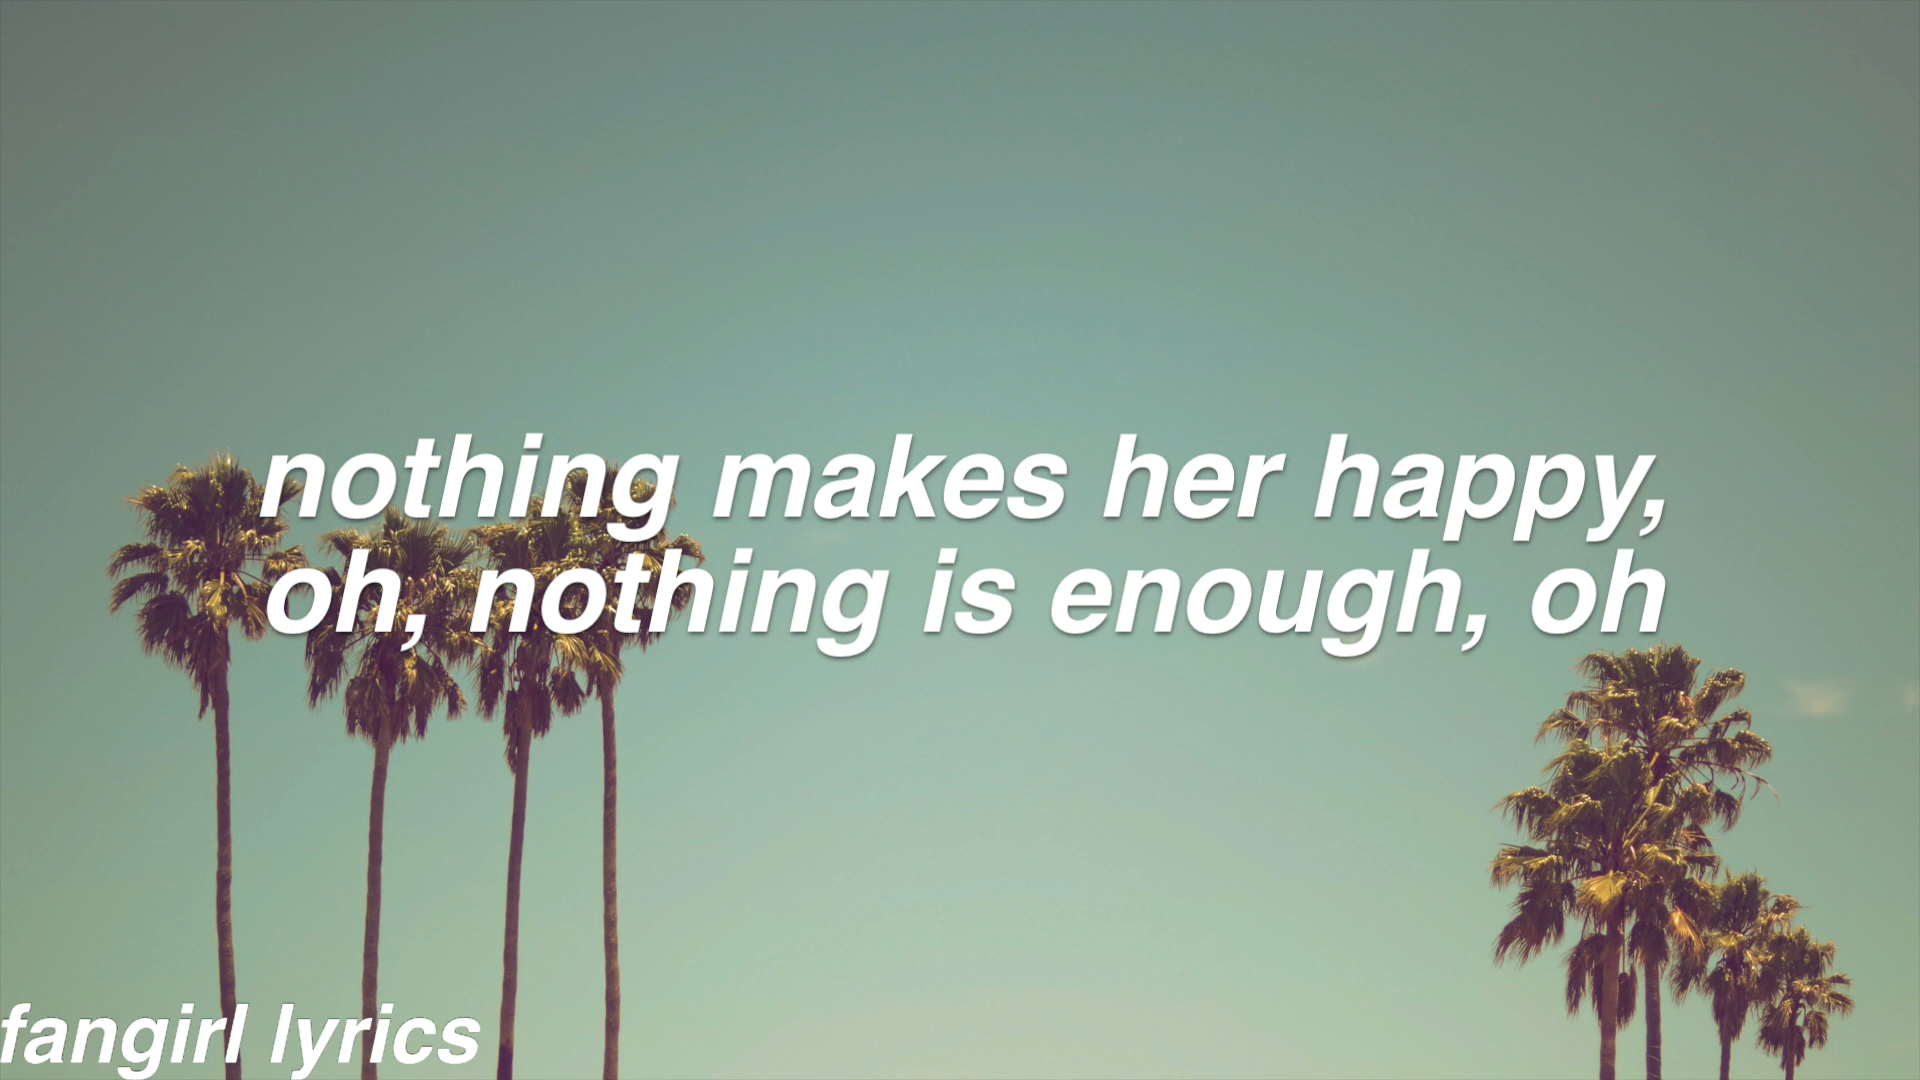 nothing makes her happy,
oh, nothing is enough, oh
fangirl lyrics